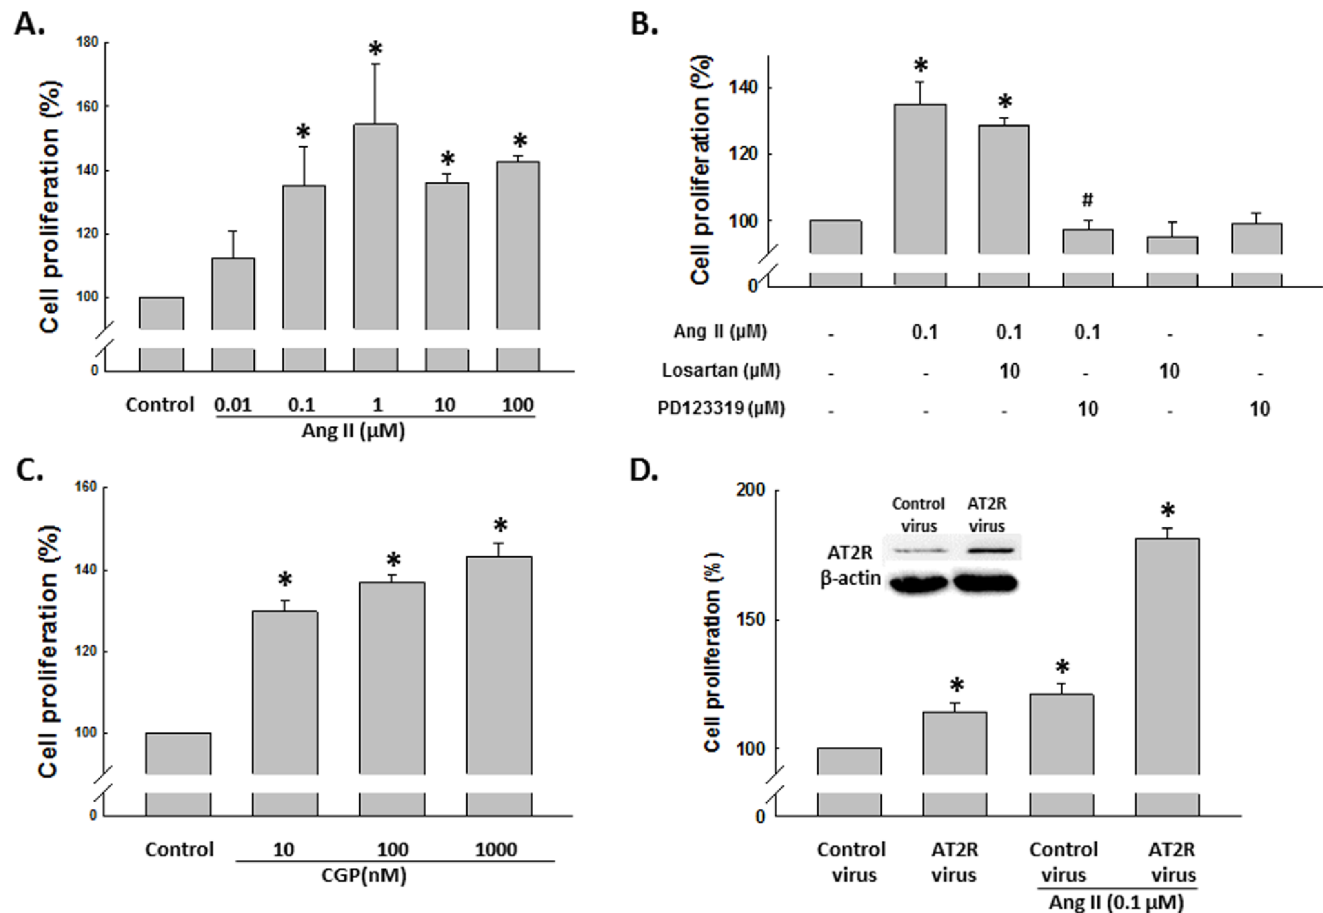 A.
Cell proliferation (%)
180
160
140
120
100
0
* * * *
Control 0.01 0.1 1 10 100
Ang II (μM)
B.
Cell proliferation (%)
140
120
100
0
* * #
Ang II (μM) - 0.1 0.1 0.1 - -
Losartan (μM) - - 10 - 10 -
PD123319 (μM) - - - 10 - 10
C.
Cell proliferation (%)
160
140
120
100
0
* * *
Control 10 100 1000
CGP(nM)
D.
Cell proliferation (%)
200
150
100
0
Control AT2R
virus virus
AT2R
β-actin
* * *
Control AT2R Control AT2R
virus virus virus virus
Ang II (0.1 μM)